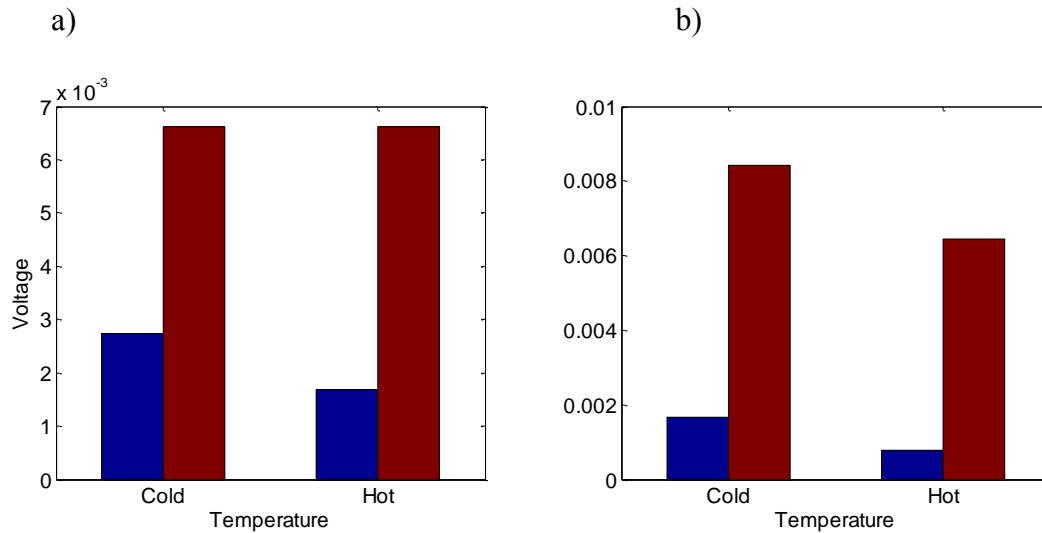 a)
b)
x 10⁻³
7
6
5
4
3
2
1
0
Voltage
Cold
Hot
Temperature
0.01
0.008
0.006
0.004
0.002
0
Cold
Hot
Temperature